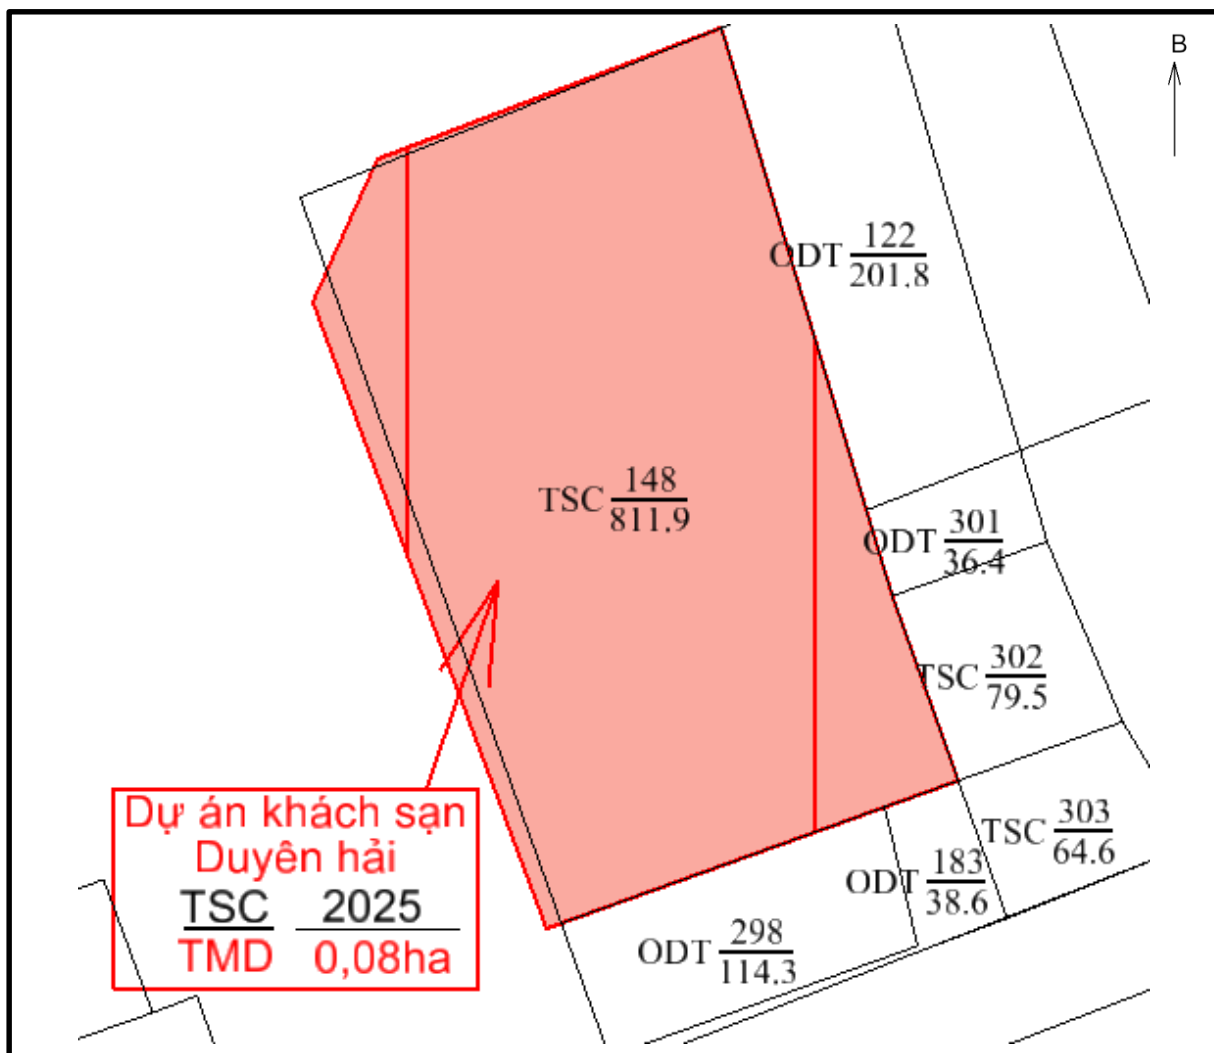 B
ODT 122
201.8
TSC 148
811.9
ODT 301
36.4
TSC 302
79.5
TSC 303
64.6
ODT 183
38.6
ODT 298
114.3
Dự án khách sạn
Duyên hải
TSC 2025
TMD 0,08ha